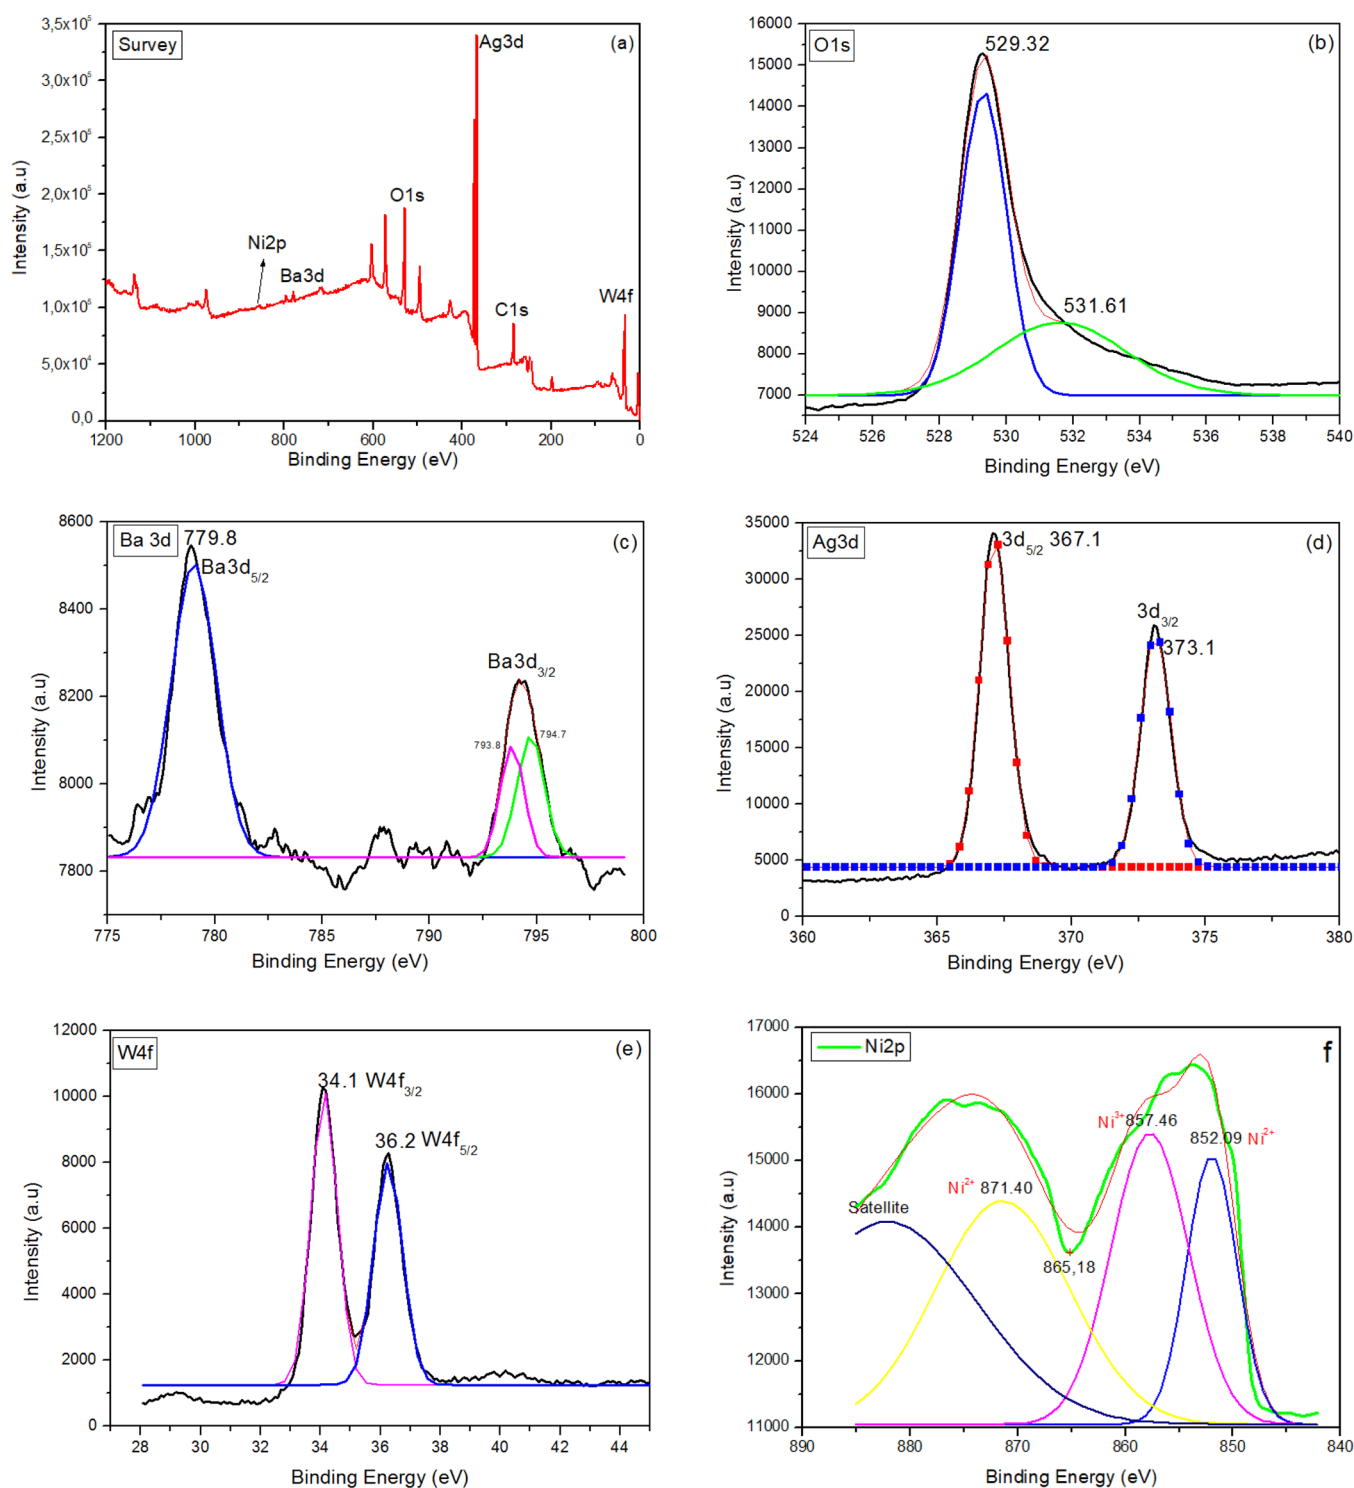 Survey
(a)
Ag3d
O1s
Ni2p
Ba3d
C1s
W4f
3,5x10⁵
3,0x10⁵
2,5x10⁵
2,0x10⁵
1,5x10⁵
1,0x10⁵
5,0x10⁴
0,0
Intensity (a.u)
1200 1000 800 600 400 200 0
Binding Energy (eV)
O1s
(b)
529.32
531.61
16000
15000
14000
13000
12000
11000
10000
9000
8000
7000
Intensity (a.u)
524 526 528 530 532 534 536 538 540
Binding Energy (eV)
Ba 3d 779.8
(c)
Ba3d5/2
Ba3d3/2
793.8
794.7
8600
8400
8200
8000
7800
Intensity (a.u)
775 780 785 790 795 800
Binding Energy (eV)
Ag3d
(d)
3d5/2 367.1
3d3/2
373.1
35000
30000
25000
20000
15000
10000
5000
0
Intensity (a.u)
360 365 370 375 380
Binding Energy (eV)
W4f
(e)
34.1 W4f3/2
36.2 W4f5/2
12000
10000
8000
6000
4000
2000
0
Intensity (a.u)
28 30 32 34 36 38 40 42 44
Binding Energy (eV)
Ni2p
f
Ni³⁺857.46
852.09 Ni²⁺
Ni²⁺ 871.40
Satellite
865,18
17000
16000
15000
14000
13000
12000
11000
Intensity (a.u)
890 880 870 860 850 840
Binding Energy (eV)